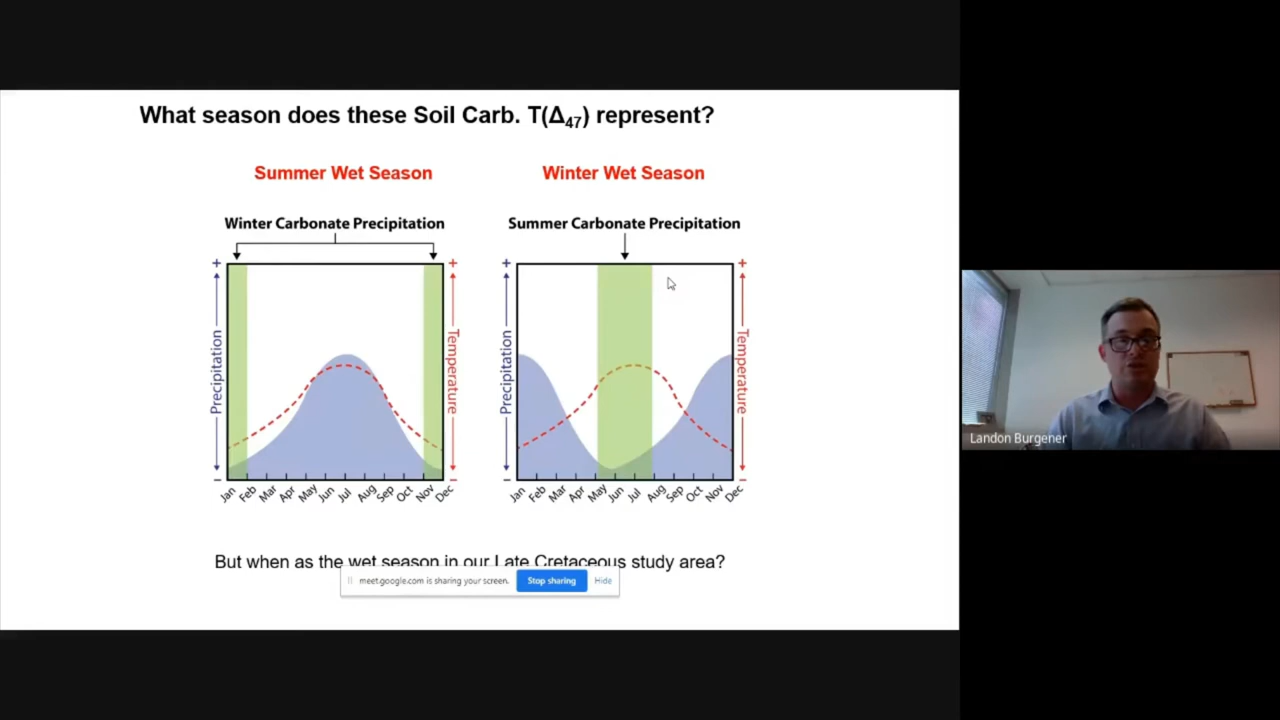 What season does these Soil Carb. T(Δ47) represent?
Summer Wet Season
Winter Wet Season
Winter Carbonate Precipitation
Summer Carbonate Precipitation
+ +
+ +
Precipitation
Temperature
Precipitation
Temperature
- -
- -
Jan Feb Mar Apr May Jun Jul Aug Sep Oct Nov Dec
Jan Feb Mar Apr May Jun Jul Aug Sep Oct Nov Dec
But when as the wet season in our Late Cretaceous study area?
meet.google.com is sharing your screen. Stop sharing Hide
Landon Burgener